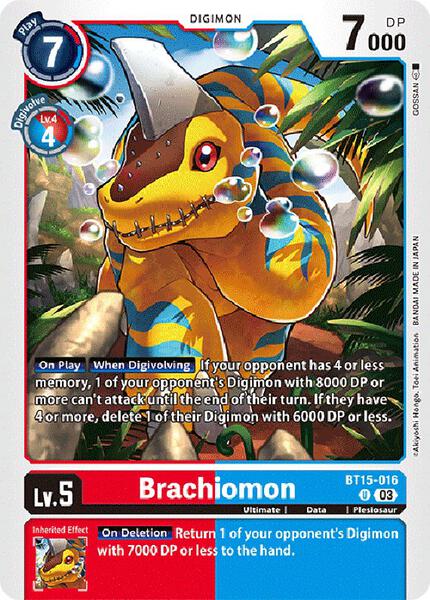 DIGIMON
Play
7
7000 DP
Digivolve
Lv.4
4
GOSSAN
©Akiyoshi Hongo, Toei Animation BANDAI MADE IN JAPAN
On Play When Digivolving If your opponent has 4 or less
memory, 1 of your opponent's Digimon with 8000 DP or
more can't attack until the end of their turn. If they have
4 or more, delete 1 of their Digimon with 6000 DP or less.
BT15-016
Lv.5
Brachiomon
U 03
Ultimate | Data | Plesiosaur
Inherited Effect
On Deletion Return 1 of your opponent's Digimon
with 7000 DP or less to the hand.